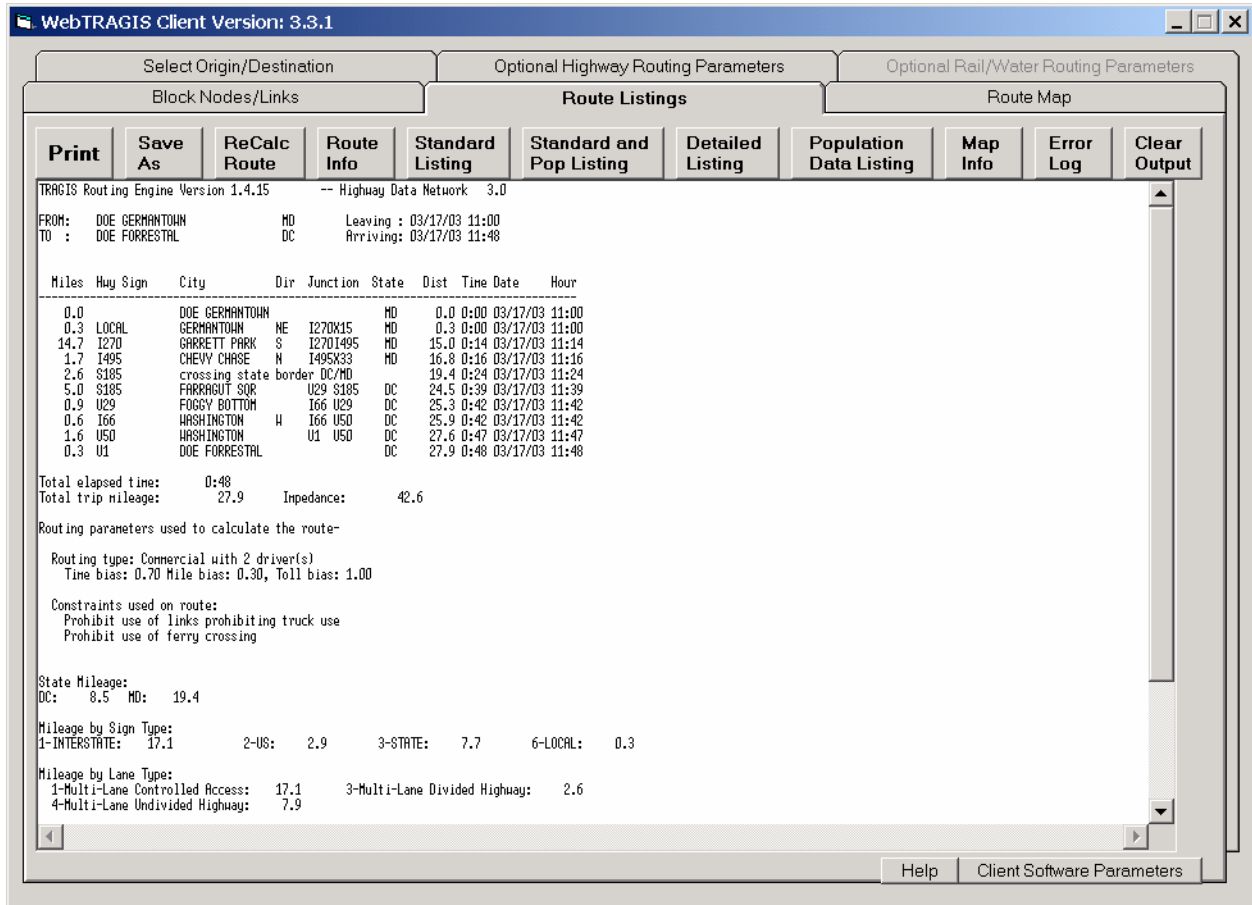 WebTRAGIS Client Version: 3.3.1
Select Origin/Destination Optional Highway Routing Parameters Optional Rail/Water Routing Parameters
Block Nodes/Links Route Listings Route Map
Print Save As ReCalc Route Route Info Standard Listing Standard and Pop Listing Detailed Listing Population Data Listing Map Info Error Log Clear Output
TRAGIS Routing Engine Version 1.4.15 -- Highway Data Network 3.0
FROM: DOE GERMANTOWN MD Leaving : 03/17/03 11:00
TO : DOE FORRESTAL DC Arriving: 03/17/03 11:48
Miles Hwy Sign City Dir Junction State Dist Time Date Hour
0.0 DOE GERMANTOWN MD 0.0 0:00 03/17/03 11:00
0.3 LOCAL GERMANTOWN NE I270X15 MD 0.3 0:00 03/17/03 11:00
14.7 I270 GARRETT PARK S I270I495 MD 15.0 0:14 03/17/03 11:14
1.7 I495 CHEVY CHASE N I495X33 MD 16.8 0:16 03/17/03 11:16
2.6 S185 crossing state border DC/MD 19.4 0:24 03/17/03 11:24
5.0 S185 FARRAGUT SQR U29 S185 DC 24.5 0:39 03/17/03 11:39
0.9 U29 FOGGY BOTTOM I66 U29 DC 25.3 0:42 03/17/03 11:42
0.6 I66 WASHINGTON W I66 U50 DC 25.9 0:42 03/17/03 11:42
1.6 U50 WASHINGTON U1 U50 DC 27.6 0:47 03/17/03 11:47
0.3 U1 DOE FORRESTAL DC 27.9 0:48 03/17/03 11:48
Total elapsed time: 0:48
Total trip mileage: 27.9 Impedance: 42.6
Routing parameters used to calculate the route-
Routing type: Commercial with 2 driver(s)
Time bias: 0.70 Mile bias: 0.30, Toll bias: 1.00
Constraints used on route:
Prohibit use of links prohibiting truck use
Prohibit use of ferry crossing
State Mileage:
DC: 8.5 MD: 19.4
Mileage by Sign Type:
1-INTERSTATE: 17.1 2-US: 2.9 3-STATE: 7.7 6-LOCAL: 0.3
Mileage by Lane Type:
1-Multi-Lane Controlled Access: 17.1 3-Multi-Lane Divided Highway: 2.6
4-Multi-Lane Undivided Highway: 7.9
Help Client Software Parameters